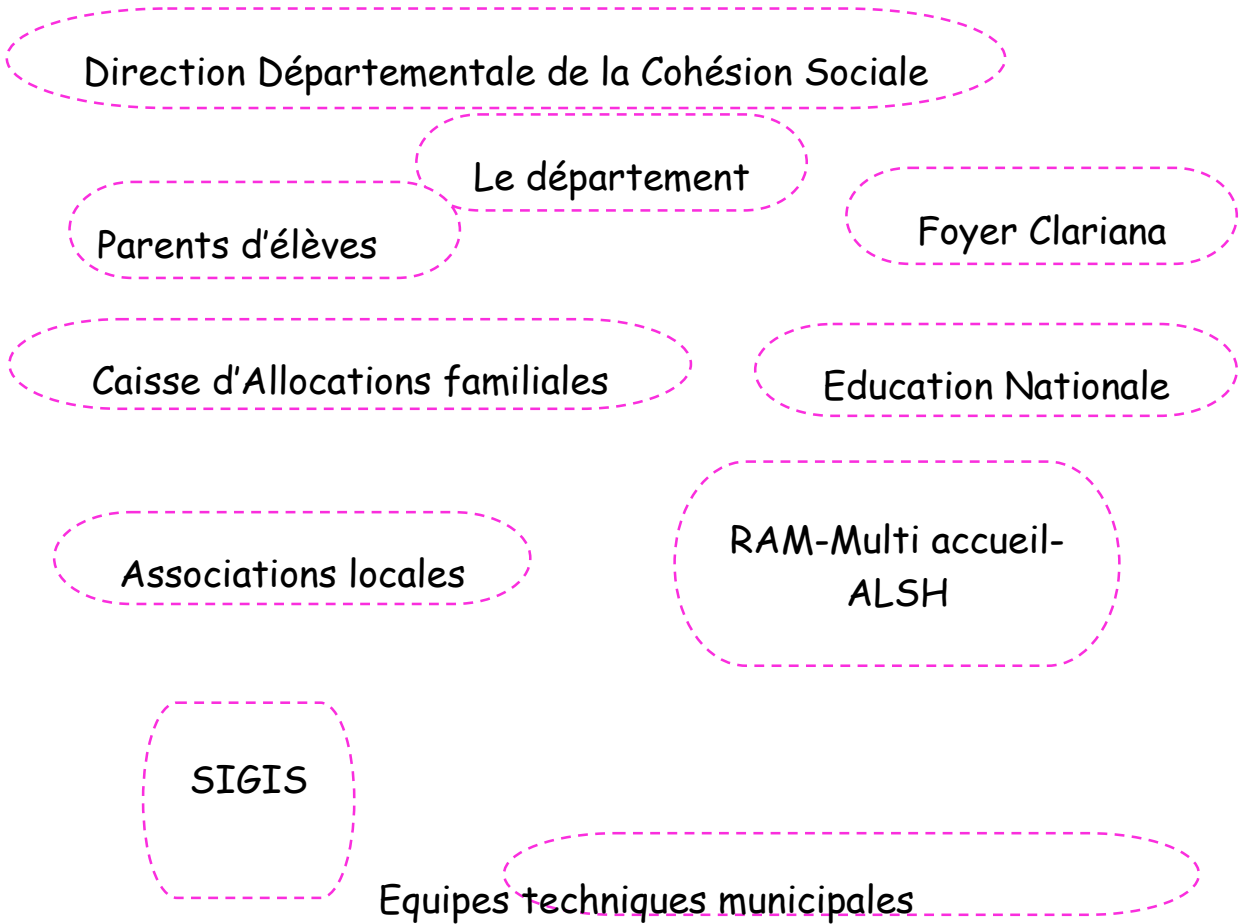 Direction Départementale de la Cohésion Sociale
Le département
Parents d'élèves
Foyer Clariana
Caisse d'Allocations familiales
Education Nationale
RAM-Multi accueil-
ALSH
Associations locales
SIGIS
Equipes techniques municipales